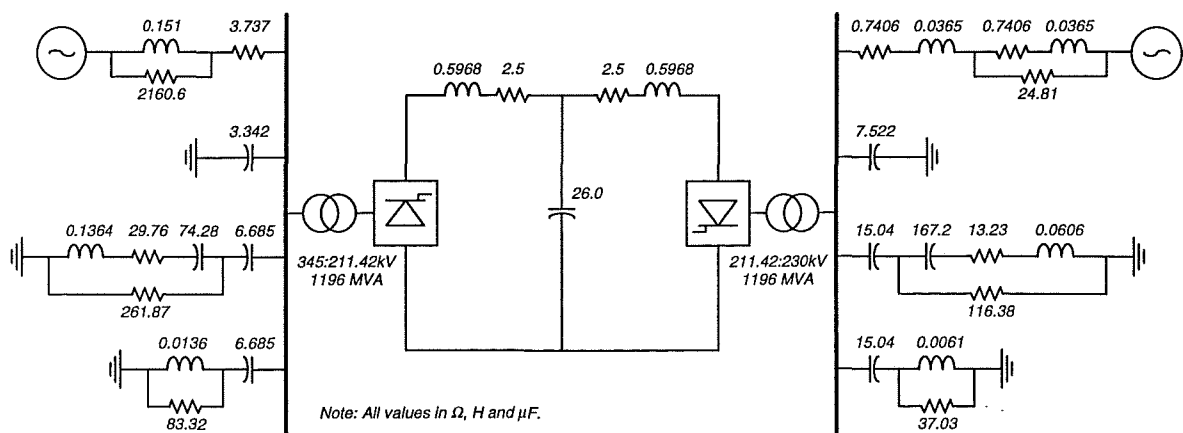 0.151 3.737
2160.6
3.342
0.1364 29.76 74.28 6.685
261.87
0.0136 6.685
83.32
345:211.42kV
1196 MVA
0.5968 2.5 2.5 0.5968
26.0
211.42:230kV
1196 MVA
0.7406 0.0365 0.7406 0.0365
24.81
7.522
15.04 167.2 13.23 0.0606
116.38
15.04 0.0061
37.03
Note: All values in Ω, H and µF.